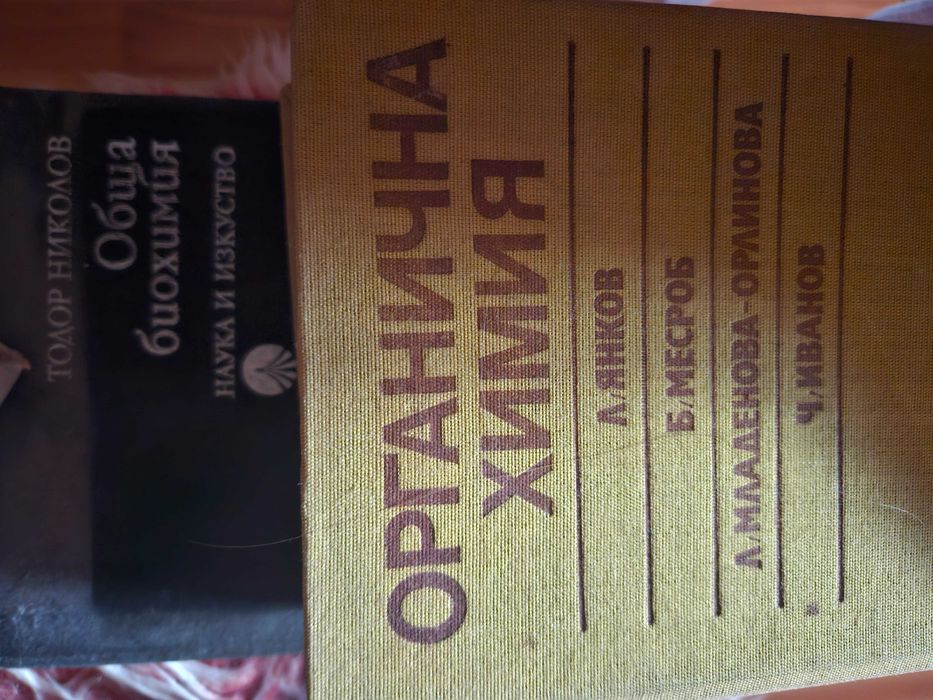 ТОДОР НИКОЛОВ
Обща
биохимия
НАУКА И ИЗКУСТВО
ОРГАНИЧНА
ХИМИЯ
Л/ЯНКОВ
Б/МЕСРОБ
Л/МЛАДЕНОВА-ОРЛИНОВА
Ч/ИВАНОВ